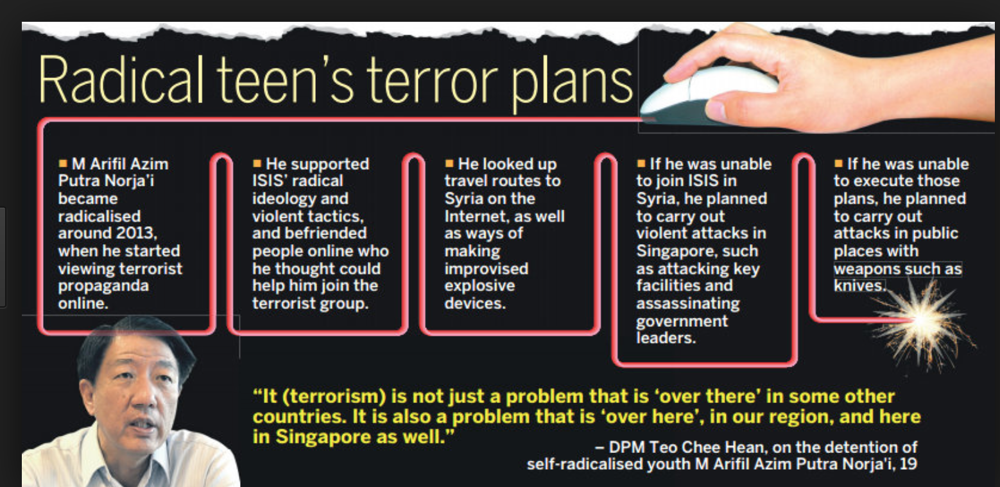 Radical teen's terror plans
■ M Arifil Azim
Putra Norja'i
became
radicalised
around 2013,
when he started
viewing terrorist
propaganda
online.
■ He supported
ISIS' radical
ideology and
violent tactics,
and befriended
people online who
he thought could
help him join the
terrorist group.
■ He looked up
travel routes to
Syria on the
Internet, as well
as ways of
making
improvised
explosive
devices.
■ If he was unable
to join ISIS in
Syria, he planned
to carry out
violent attacks in
Singapore, such
as attacking key
facilities and
assassinating
government
leaders.
■ If he was unable
to execute those
plans, he planned
to carry out
attacks in public
places with
weapons such as
knives.
“It (terrorism) is not just a problem that is ‘over there’ in some other
countries. It is also a problem that is ‘over here’, in our region, and here
in Singapore as well.”
– DPM Teo Chee Hean, on the detention of
self-radicalised youth M Arifil Azim Putra Norja'i, 19